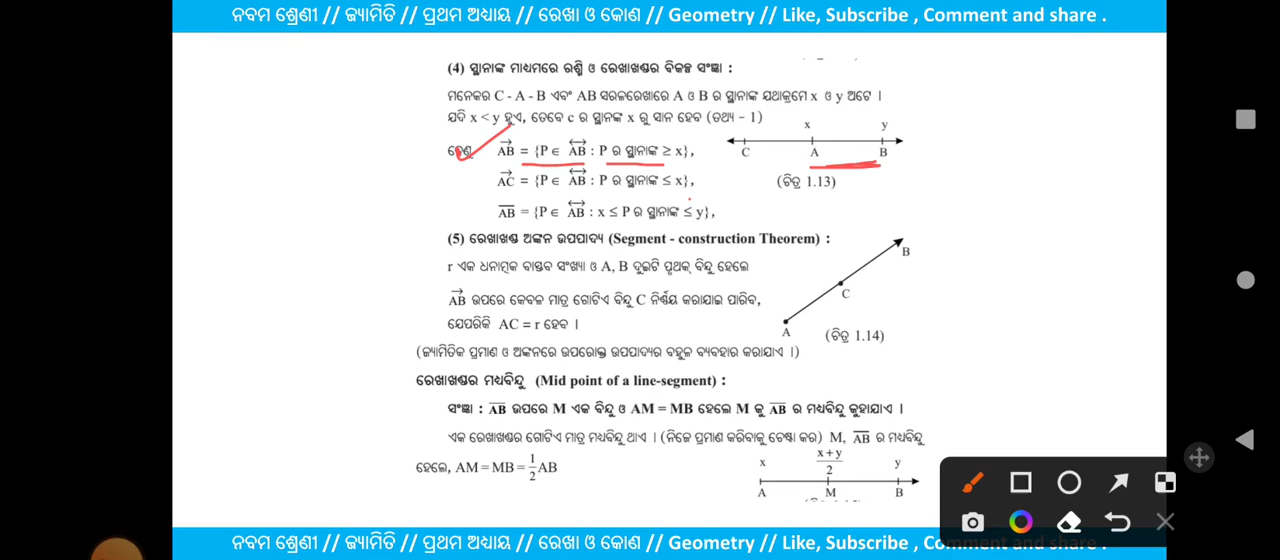 ନବମ ଶ୍ରେଣୀ // ଜ୍ୟାମିତି // ପ୍ରଥମ ଅଧ୍ୟାୟ // ରେଖା ଓ କୋଣ // Geometry // Like, Subscribe , Comment and share .
(4) ସ୍ଥାନାଙ୍କ ମାଧ୍ୟମରେ ରଶ୍ମି ଓ ରେଖାଖଣ୍ଡର ବିକଳ୍ପ ସଂଜ୍ଞା :
ମନେକର C - A - B ଏବଂ AB ସରଳରେଖାରେ A ଓ B ର ସ୍ଥାନାଙ୍କ ଯଥାକ୍ରମେ x ଓ y ଅଟେ ।
ଯଦି x < y ହୁଏ, ତେବେ c ର ସ୍ଥାନଙ୍କ x ରୁ ସାନ ହେବ (ତଥ୍ୟ - 1)
x y
ତେଣୁ AB = {P ∈ AB : P ର ସ୍ଥାନାଙ୍କ ≥ x},
C A B
AC = {P ∈ AB : P ର ସ୍ଥାନାଙ୍କ ≤ x},
(ଚିତ୍ର 1.13)
AB = {P ∈ AB : x ≤ P ର ସ୍ଥାନାଙ୍କ ≤ y},
(5) ରେଖାଖଣ୍ଡ ଅଙ୍କନ ଉପପାଦ୍ୟ (Segment - construction Theorem) :
B
r ଏକ ଧନାତ୍ମକ ବାସ୍ତବ ସଂଖ୍ୟା ଓ A, B ଦୁଇଟି ପୃଥକ୍ ବିନ୍ଦୁ ହେଲେ
AB ଉପରେ କେବଳ ମାତ୍ର ଗୋଟିଏ ବିନ୍ଦୁ C ନିର୍ଣ୍ଣୟ କରାଯାଇ ପାରିବ,
C
ଯେପରିକି AC = r ହେବ ।
A
(ଚିତ୍ର 1.14)
(ଜ୍ୟାମିତିକ ପ୍ରମାଣ ଓ ଅଙ୍କନରେ ଉପରୋକ୍ତ ଉପପାଦ୍ୟର ବହୁଳ ବ୍ୟବହାର କରାଯାଏ ।)
ରେଖାଖଣ୍ଡର ମଧ୍ୟବିନ୍ଦୁ (Mid point of a line-segment) :
ସଂଜ୍ଞା : AB ଉପରେ M ଏକ ବିନ୍ଦୁ ଓ AM = MB ହେଲେ M କୁ AB ର ମଧ୍ୟବିନ୍ଦୁ କୁହାଯାଏ ।
ଏକ ରେଖାଖଣ୍ଡର ଗୋଟିଏ ମାତ୍ର ମଧ୍ୟବିନ୍ଦୁ ଥାଏ । (ନିଜେ ପ୍ରମାଣ କରିବାକୁ ଚେଷ୍ଟା କର) M, AB ର ମଧ୍ୟବିନ୍ଦୁ
ହେଲେ, AM = MB = 1/2 AB
x x + y/2 y
A M B
ନବମ ଶ୍ରେଣୀ // ଜ୍ୟାମିତି // ପ୍ରଥମ ଅଧ୍ୟାୟ // ରେଖା ଓ କୋଣ // Geometry // Like, Subscribe , Comment and share .